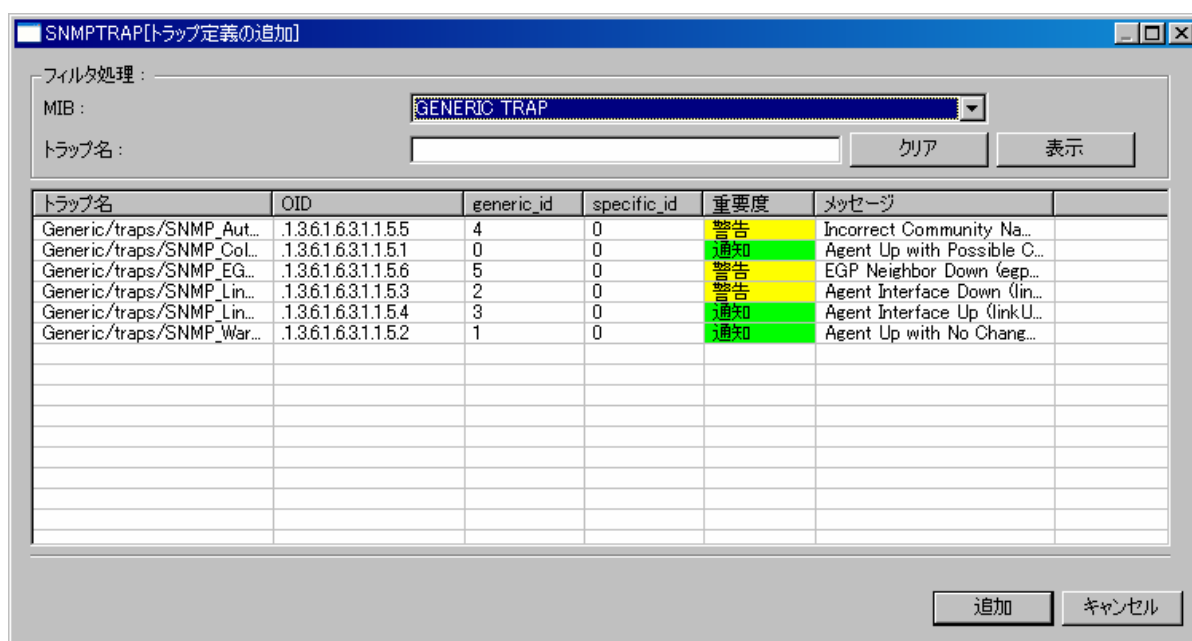 SNMPTRAP[トラップ定義の追加]
フィルタ処理：
MIB： GENERIC TRAP
トラップ名： クリア 表示
トラップ名 OID generic_id specific_id 重要度 メッセージ
Generic/traps/SNMP_Aut... .1.3.6.1.6.3.1.1.5.5 4 0 警告 Incorrect Community Na...
Generic/traps/SNMP_Col... .1.3.6.1.6.3.1.1.5.1 0 0 通知 Agent Up with Possible C...
Generic/traps/SNMP_EG... .1.3.6.1.6.3.1.1.5.6 5 0 警告 EGP Neighbor Down (egp...
Generic/traps/SNMP_Lin... .1.3.6.1.6.3.1.1.5.3 2 0 警告 Agent Interface Down (lin...
Generic/traps/SNMP_Lin... .1.3.6.1.6.3.1.1.5.4 3 0 通知 Agent Interface Up (linkU...
Generic/traps/SNMP_War... .1.3.6.1.6.3.1.1.5.2 1 0 通知 Agent Up with No Chang...
追加 キャンセル